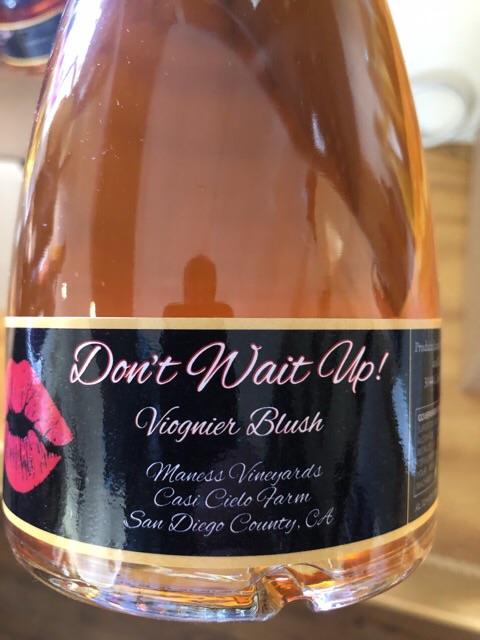 Don't Wait Up!
Viognier Blush
Maness Vineyards
Casi Cielo Farm
San Diego County, CA